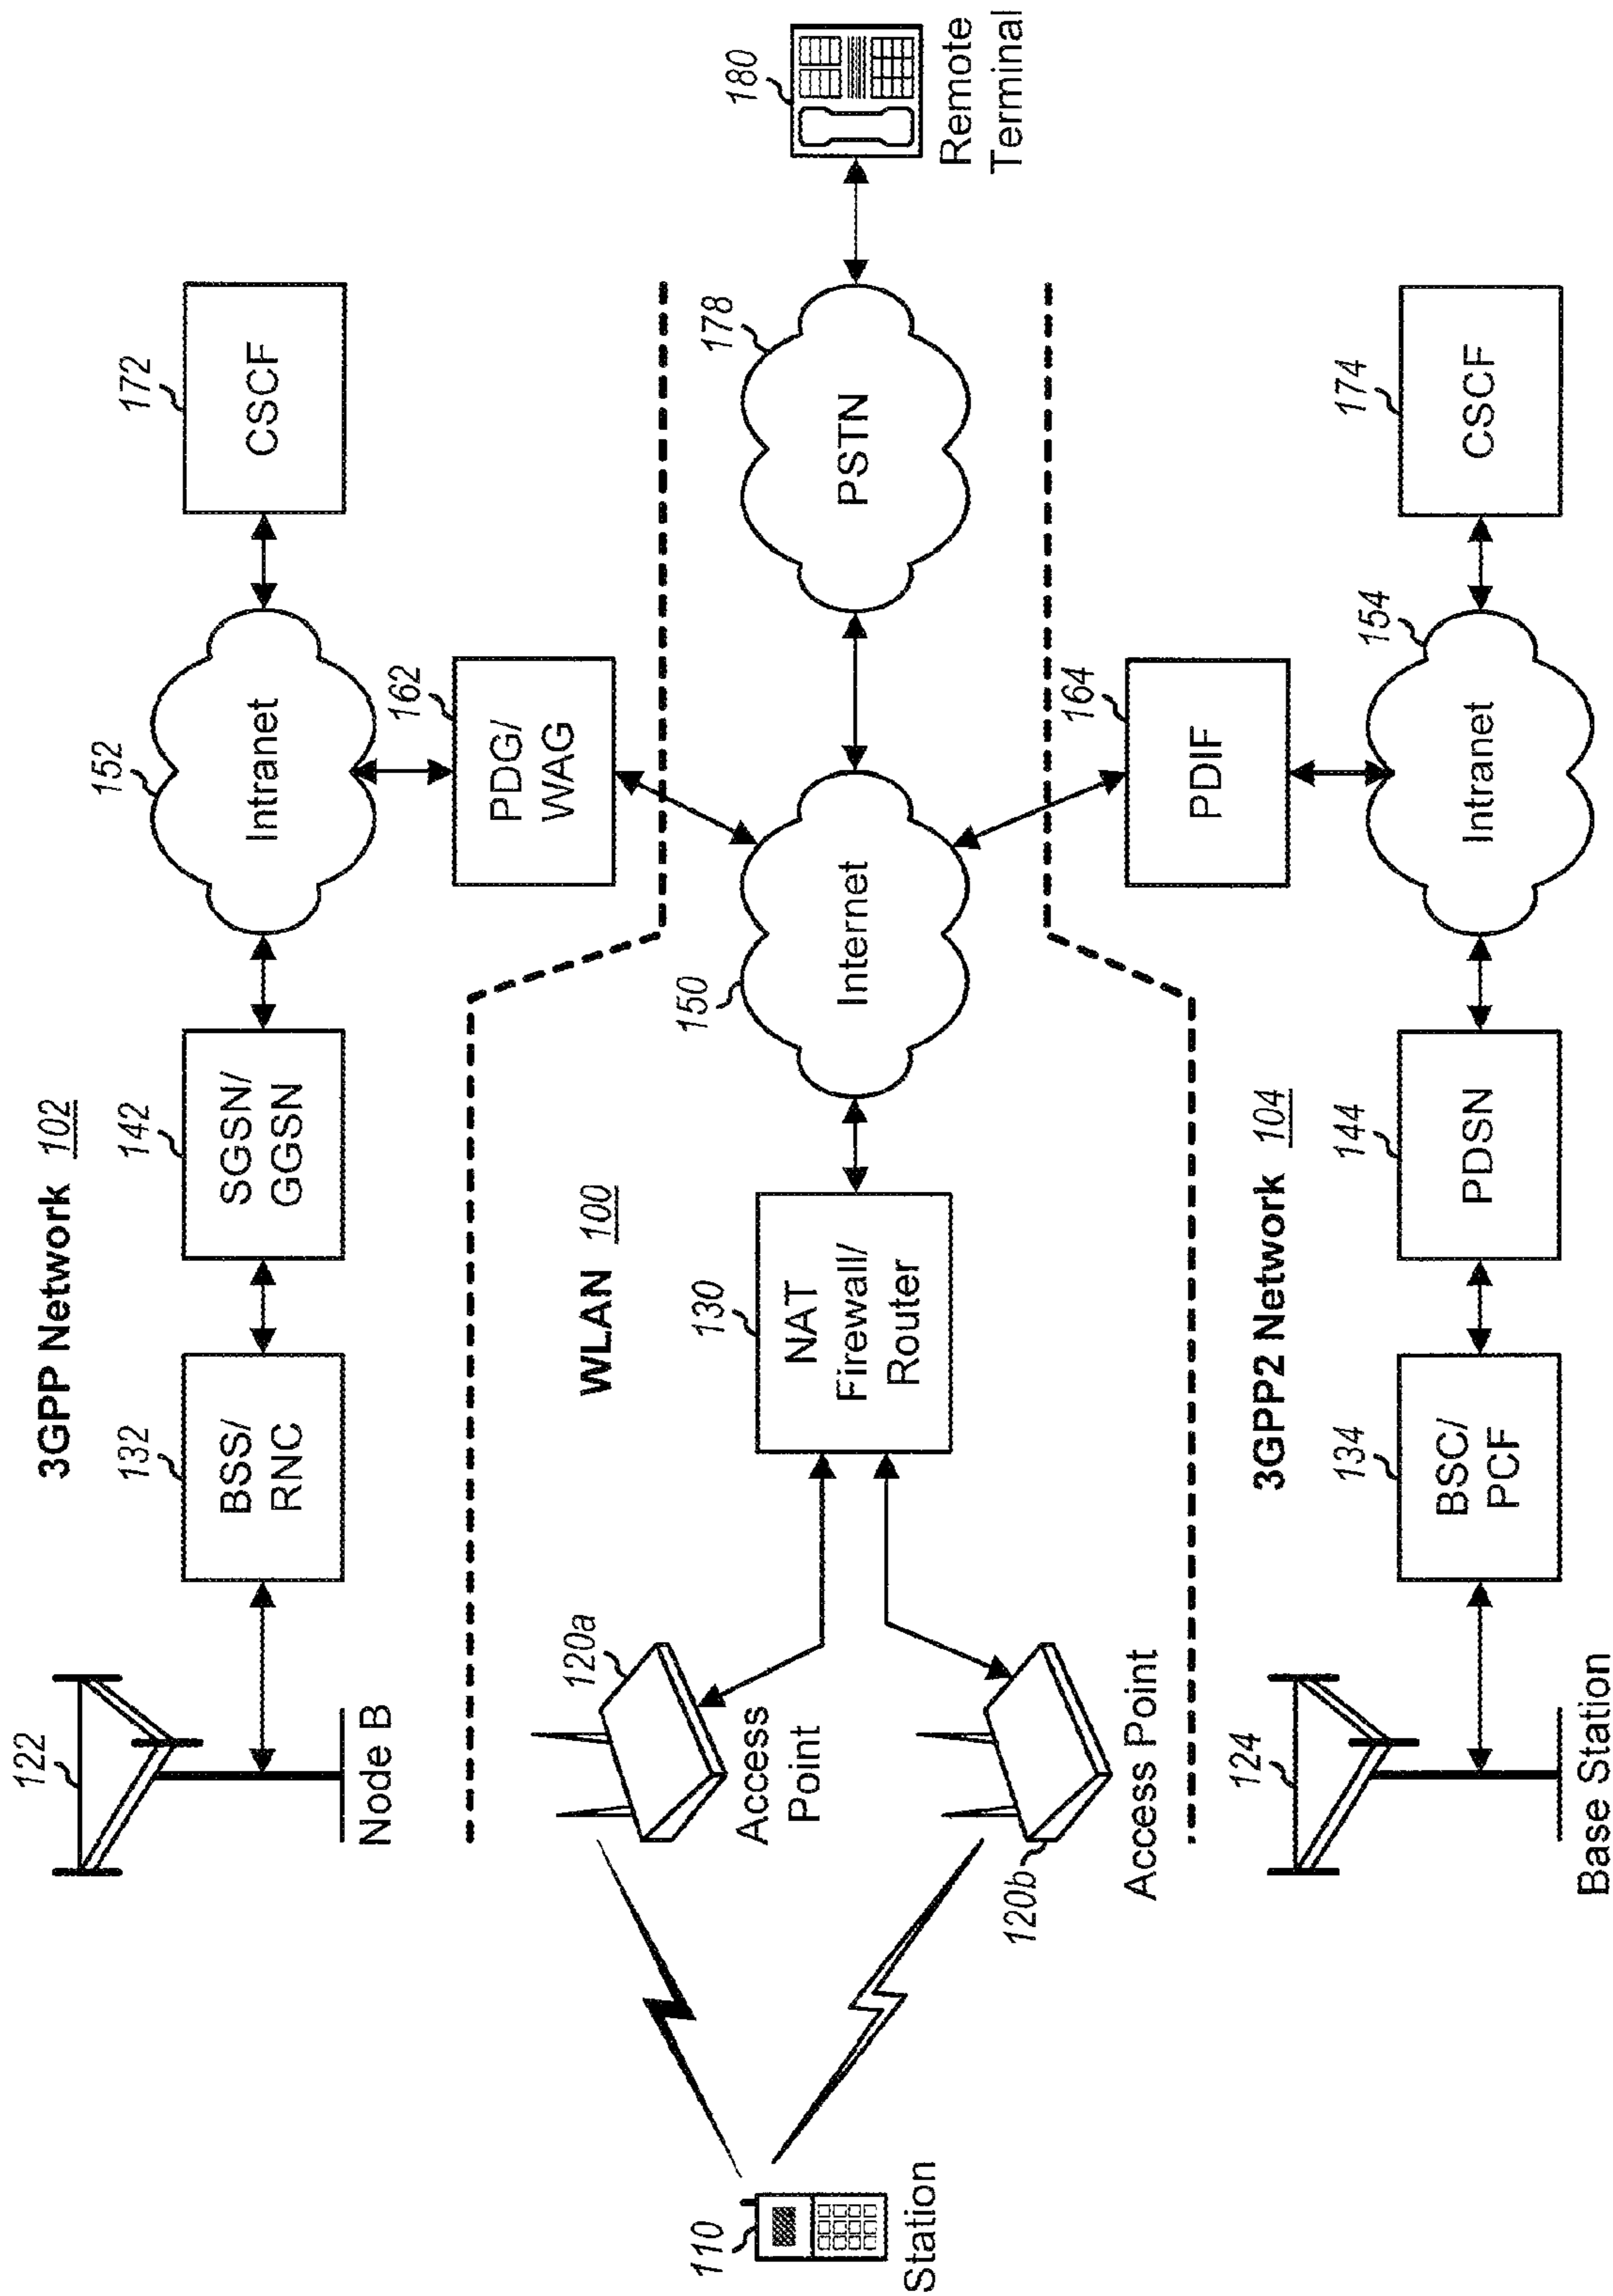 3GPP Network 102
122
Node B
132
BSS/
RNC
142
SGSN/
GGSN
152
Intranet
172
CSCF
162
PDG/
WAG
WLAN 100
110
Station
120a
Access
Point
120b
Access Point
130
NAT
Firewall/
Router
150
Internet
178
PSTN
180
Remote
Terminal
3GPP2 Network 104
124
Base Station
134
BSC/
PCF
144
PDSN
164
PDIF
154
Intranet
174
CSCF